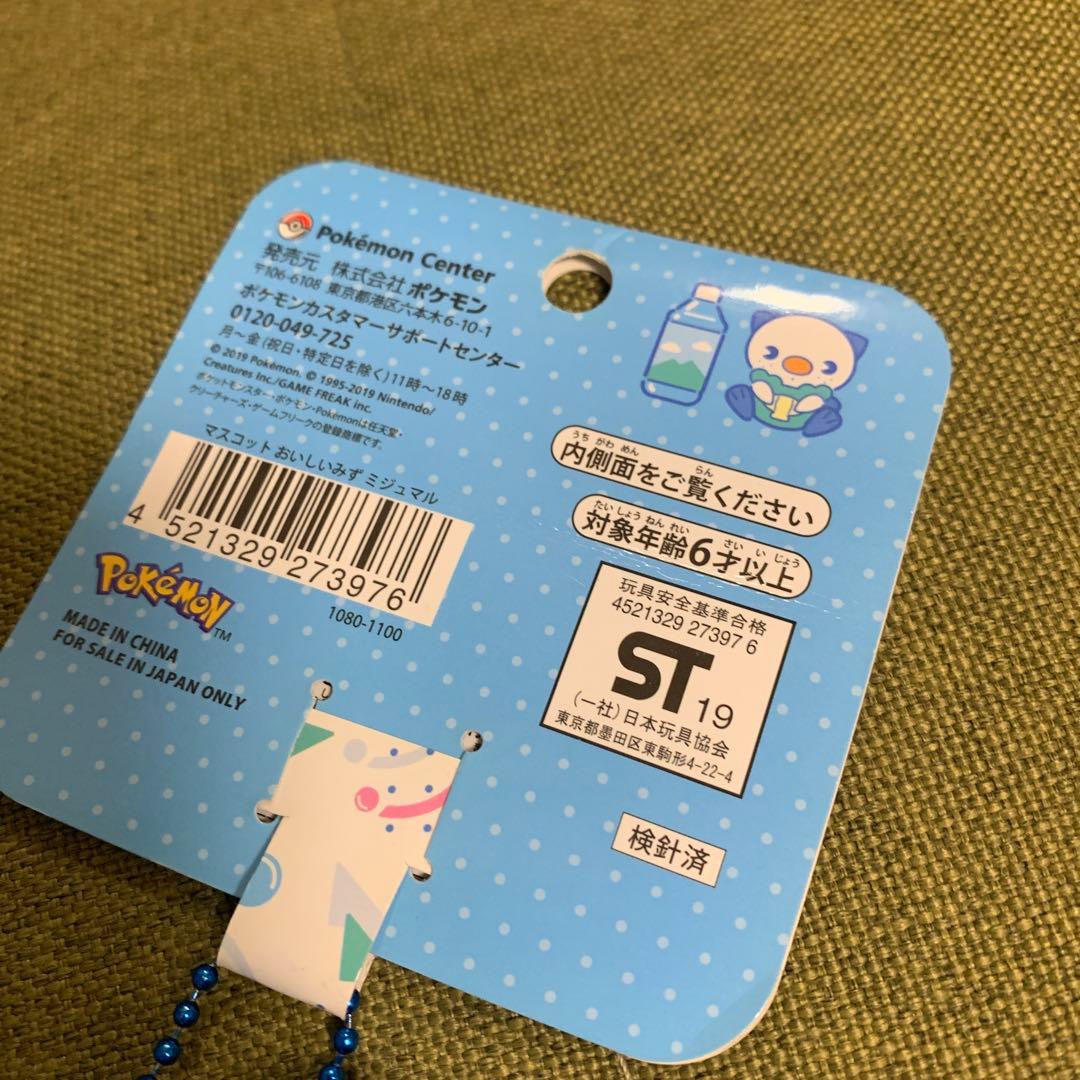 Pokémon Center
発売元 株式会社ポケモン
〒106-6108 東京都港区六本木6-10-1
ポケモンカスタマーサポートセンター
0120-049-725
月〜金(祝日・特定日を除く)11時〜18時
© 2019 Pokémon. © 1995-2019 Nintendo/
Creatures Inc./GAME FREAK inc.
ポケットモンスター・ポケモン・Pokémonは任天堂・
クリーチャーズ・ゲームフリークの登録商標です。
マスコット おいしいみず ミジュマル
4 521329 273976
1080-1100
POKÉMON TM
MADE IN CHINA
FOR SALE IN JAPAN ONLY
うち がわ めん らん
内側面をご覧ください
たいしょう ねん れい さい い じょう
対象年齢6才以上
玩具安全基準合格
4521329 27397 6
ST 19
(一社)日本玩具協会
東京都墨田区東駒形4-22-4
検針済